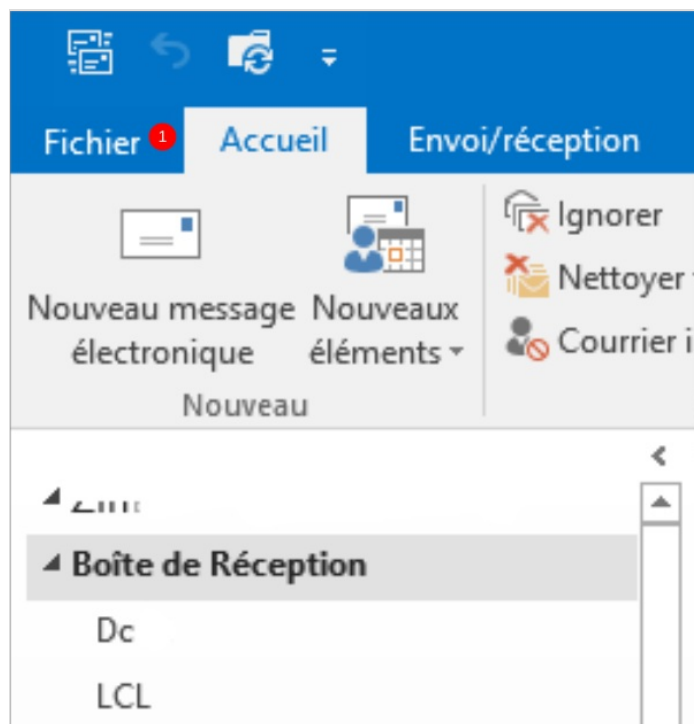 Fichier 1 Accueil Envoi/réception
Nouveau message électronique
Nouveaux éléments
Nouveau
Ignorer
Nettoyer
Courrier
Boîte de Réception
Dc
LCL